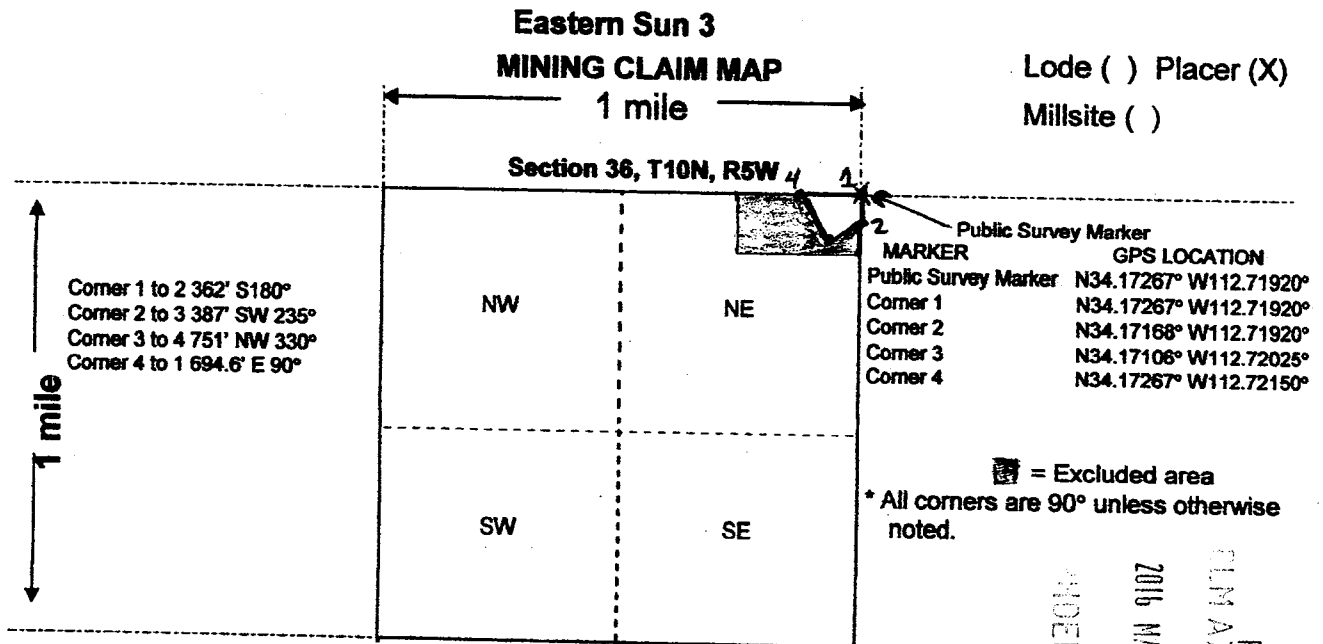 Eastern Sun 3
MINING CLAIM MAP
Lode ( ) Placer (X)
Millsite ( )
1 mile
Section 36, T10N, R5W
4
1
2
Public Survey Marker
MARKER GPS LOCATION
Public Survey Marker N34.17267° W112.71920°
Corner 1 N34.17267° W112.71920°
Corner 2 N34.17168° W112.71920°
Corner 3 N34.17106° W112.72025°
Corner 4 N34.17267° W112.72150°
Corner 1 to 2 362' S180°
Corner 2 to 3 387' SW 235°
Corner 3 to 4 751' NW 330°
Corner 4 to 1 694.6' E 90°
1 mile
NW
NE
SW
SE
= Excluded area
* All corners are 90° unless otherwise
noted.
2016